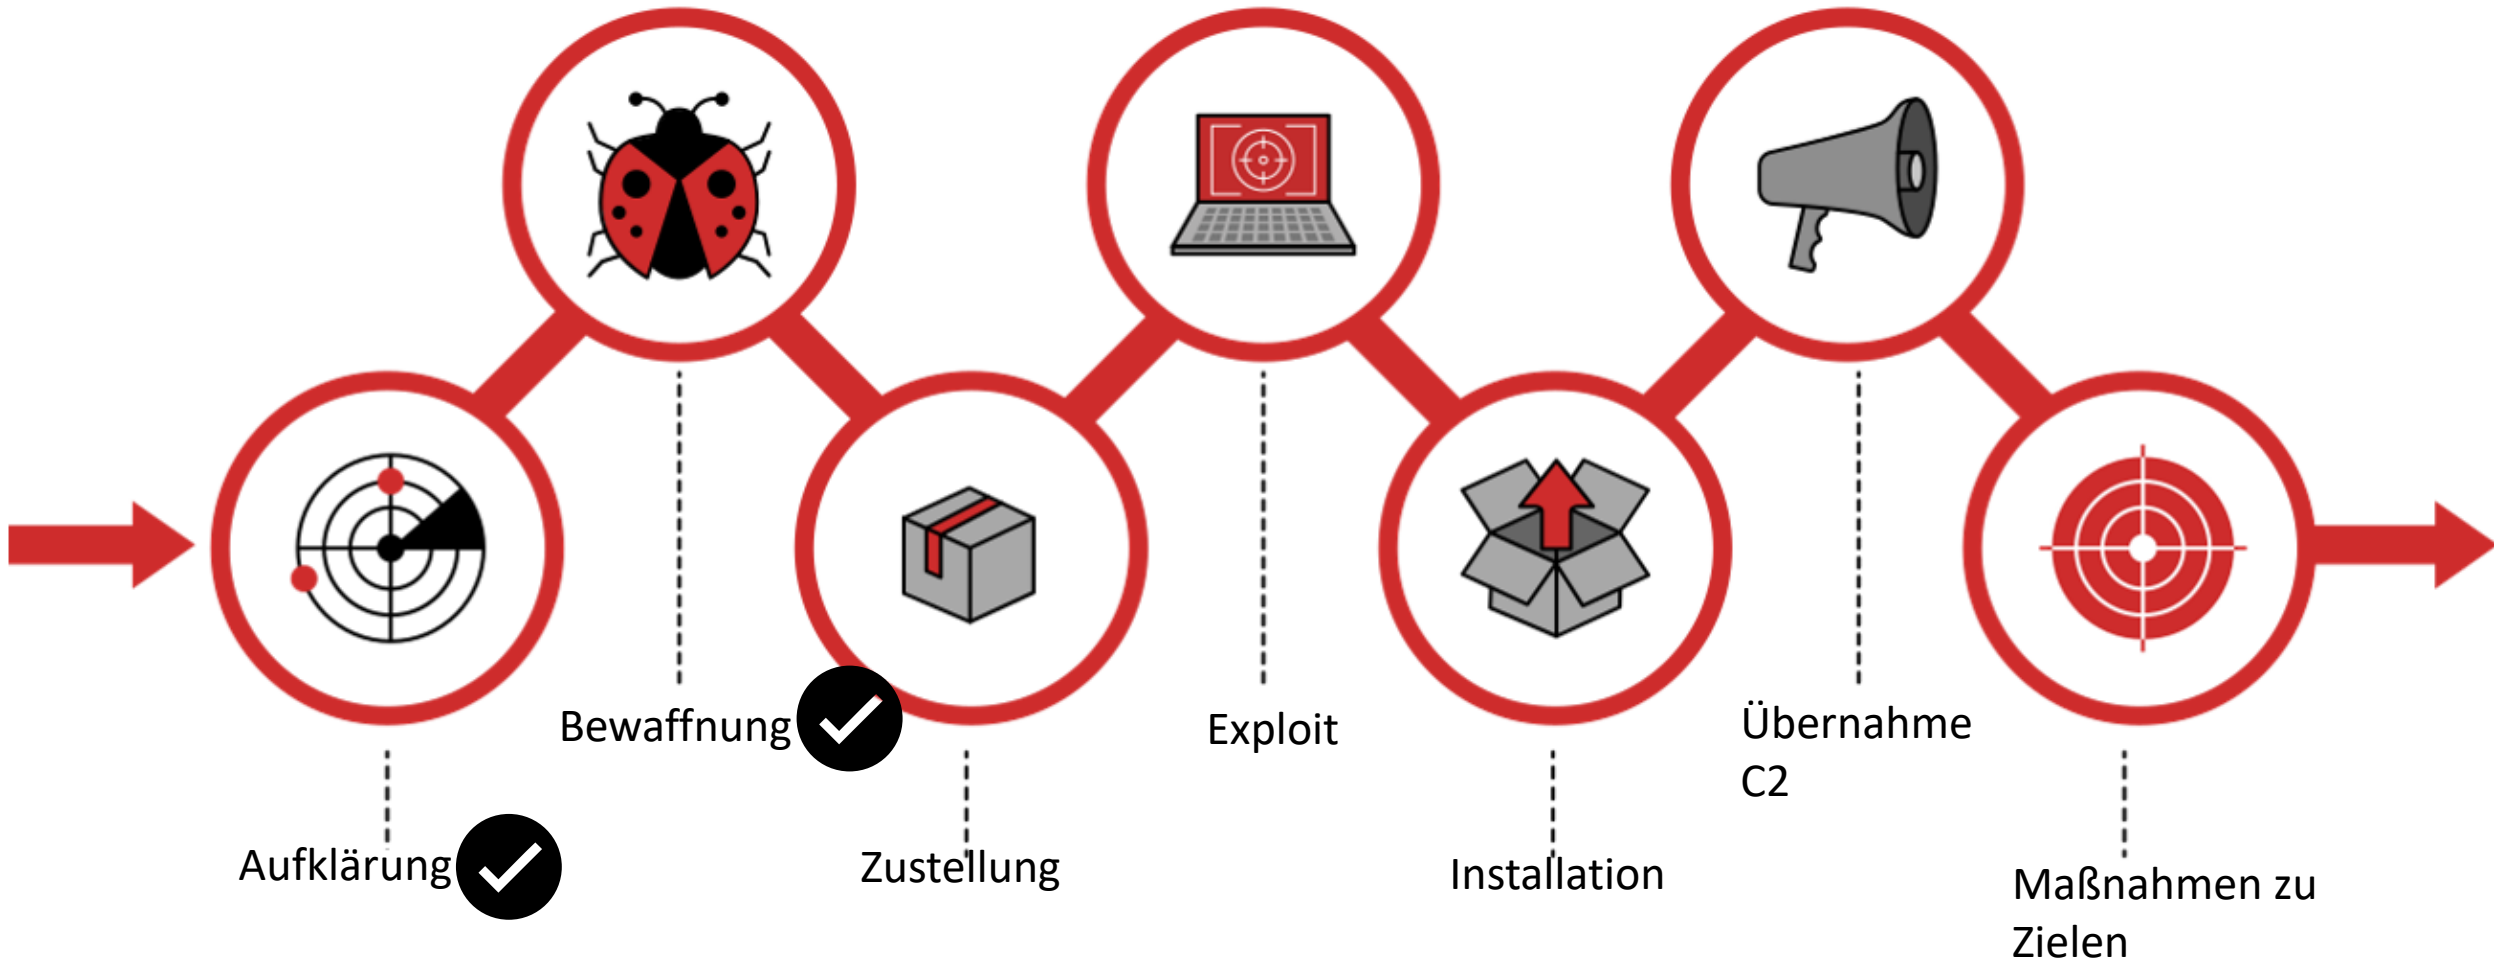 Bewaffnung
Exploit
Übernahme
C2
Aufklärung
Zustellung
Installation
Maßnahmen zu
Zielen